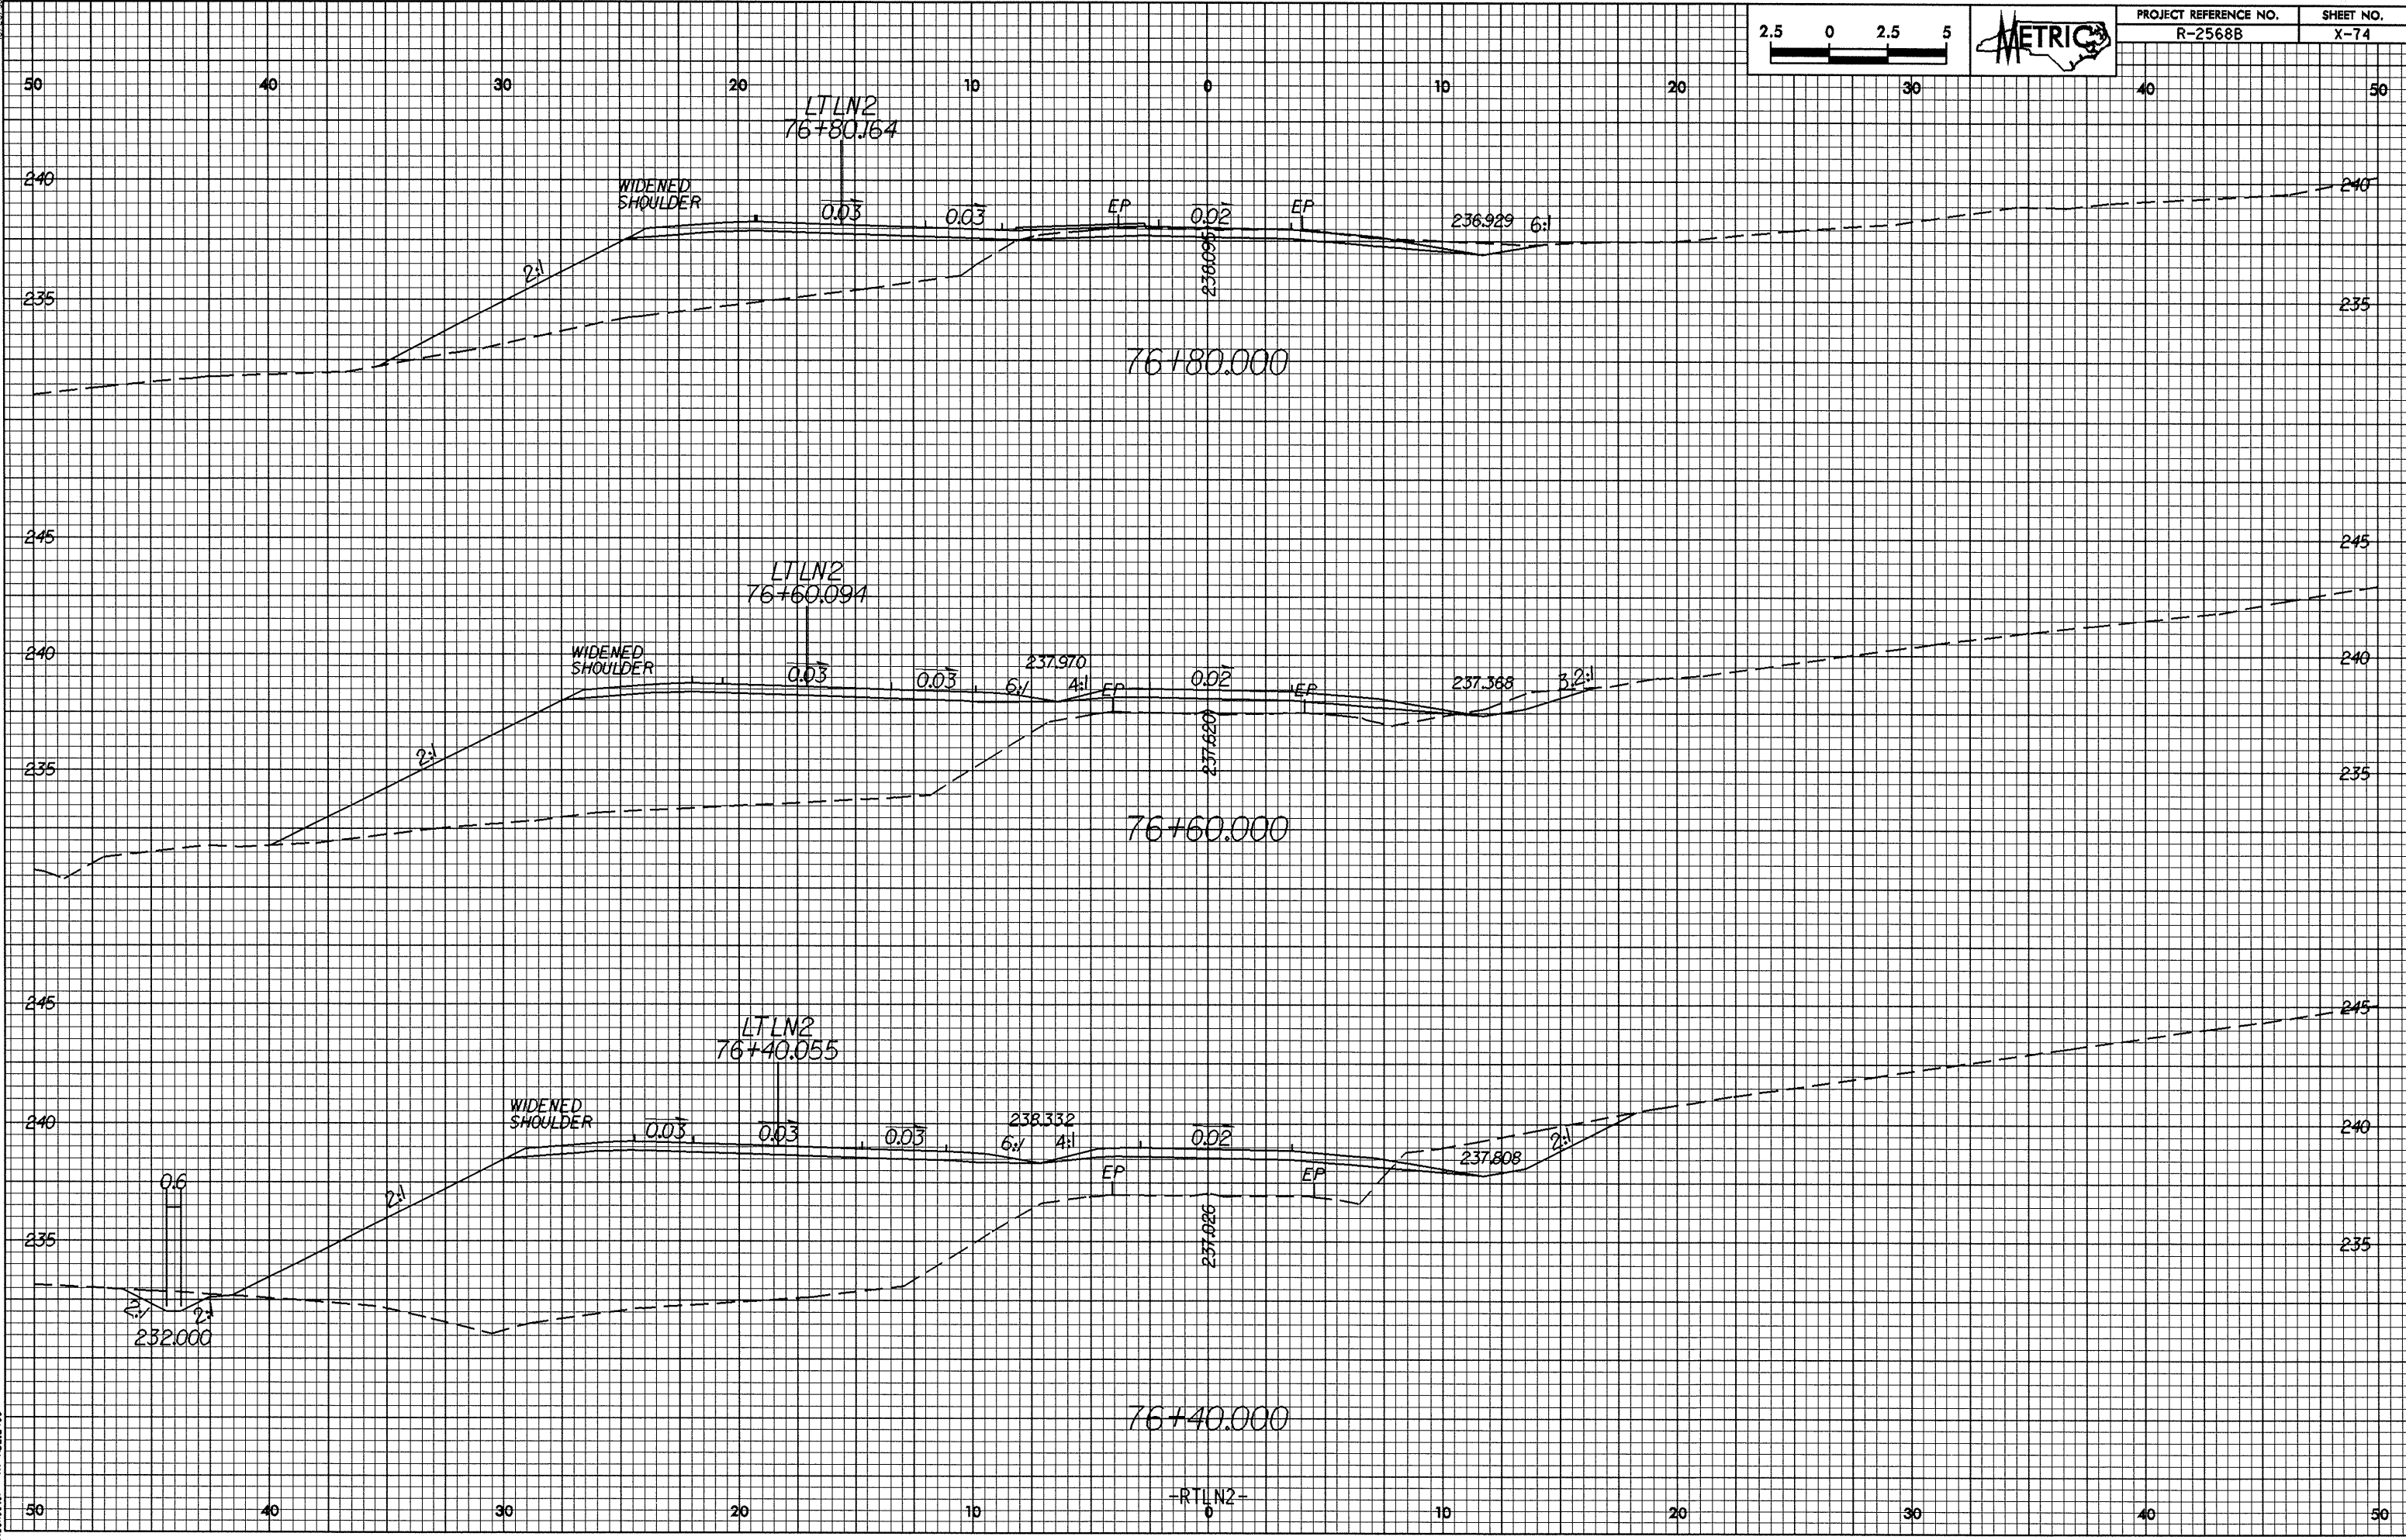 2.5 0 2.5 5
METRIC
PROJECT REFERENCE NO. SHEET NO.
R-2568B X-74
50 40 30 20 10 0 10 20 30 40 50
LTLN2
76+80.164
240 240
WIDENED
SHOULDER
0.03 0.03 EP 0.02 EP 236.929 6:1
2:1
238.095
235 235
76+80.000
245 245
LTLN2
76+60.094
240 240
WIDENED
SHOULDER
0.03 0.03 6:1 237.970 4:1 EP 0.02 EP 237.368 3.2:1
2:1
237.620
235 235
76+60.000
245 245
LTLN2
76+40.055
240 240
WIDENED
SHOULDER
0.03 0.03 0.03 6:1 238.332 4:1 0.02 237.808 2:1
EP EP
0.6
2:1
237.026
235 235
2:1 2:1
232.000
76+40.000
-RTLN2-
50 40 30 20 10 0 10 20 30 40 50